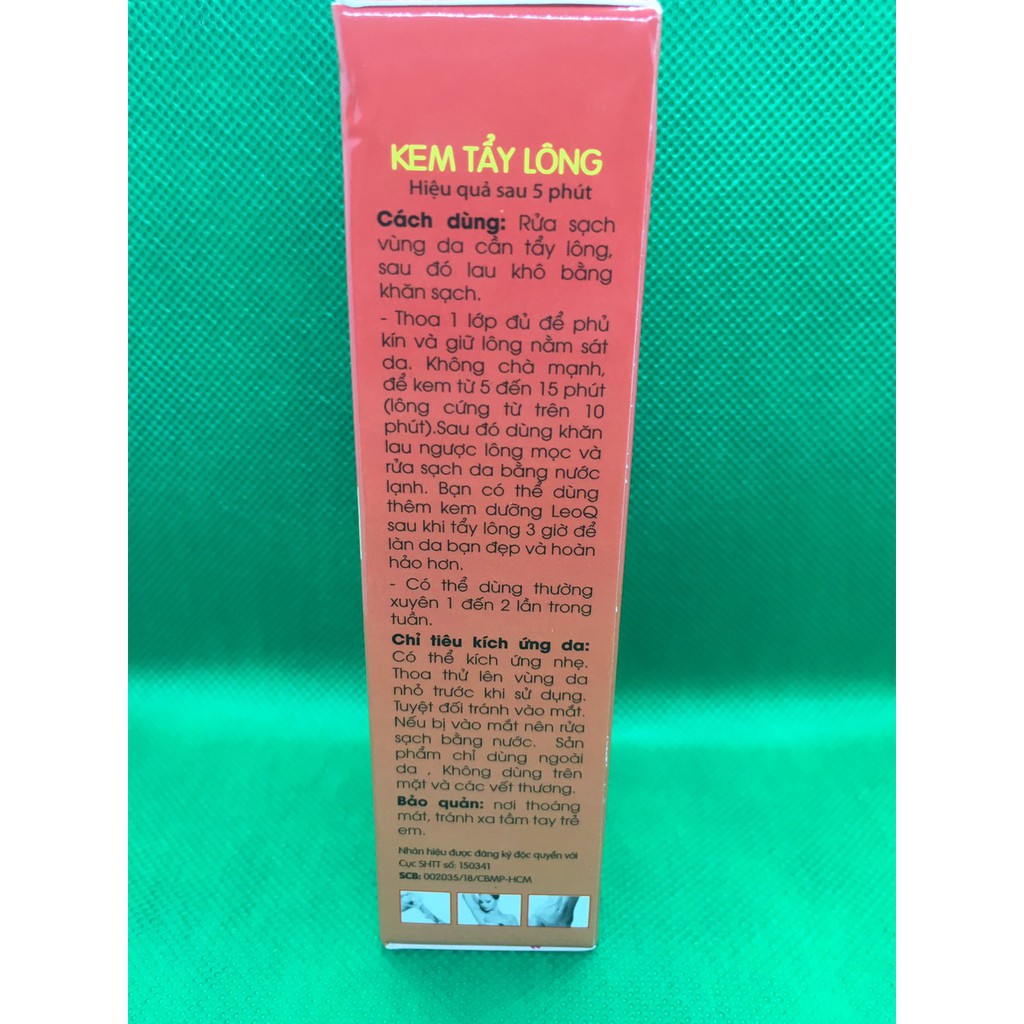 KEM TẨY LÔNG
Hiệu quả sau 5 phút
Cách dùng: Rửa sạch
vùng da cần tẩy lông,
sau đó lau khô bằng
khăn sạch.
- Thoa 1 lớp đủ để phủ
kín và giữ lông nằm sát
da. Không chà mạnh,
để kem từ 5 đến 15 phút
(lông cứng từ trên 10
phút).Sau đó dùng khăn
lau ngược lông mọc và
rửa sạch da bằng nước
lạnh. Bạn có thể dùng
thêm kem dưỡng LeoQ
sau khi tẩy lông 3 giờ để
làn da bạn đẹp và hoàn
hảo hơn.
- Có thể dùng thường
xuyên 1 đến 2 lần trong
tuần.
Chỉ tiêu kích ứng da:
Có thể kích ứng nhẹ.
Thoa thử lên vùng da
nhỏ trước khi sử dụng.
Tuyệt đối tránh vào mắt.
Nếu bị vào mắt nên rửa
sạch bằng nước. Sản
phẩm chỉ dùng ngoài
da , Không dùng trên
mặt và các vết thương.
Bảo quản: nơi thoáng
mát, tránh xa tầm tay trẻ
em.
Nhãn hiệu được đăng ký độc quyền với
Cục SHTT số: 150341
SCB: 002035/18/CBMP-HCM